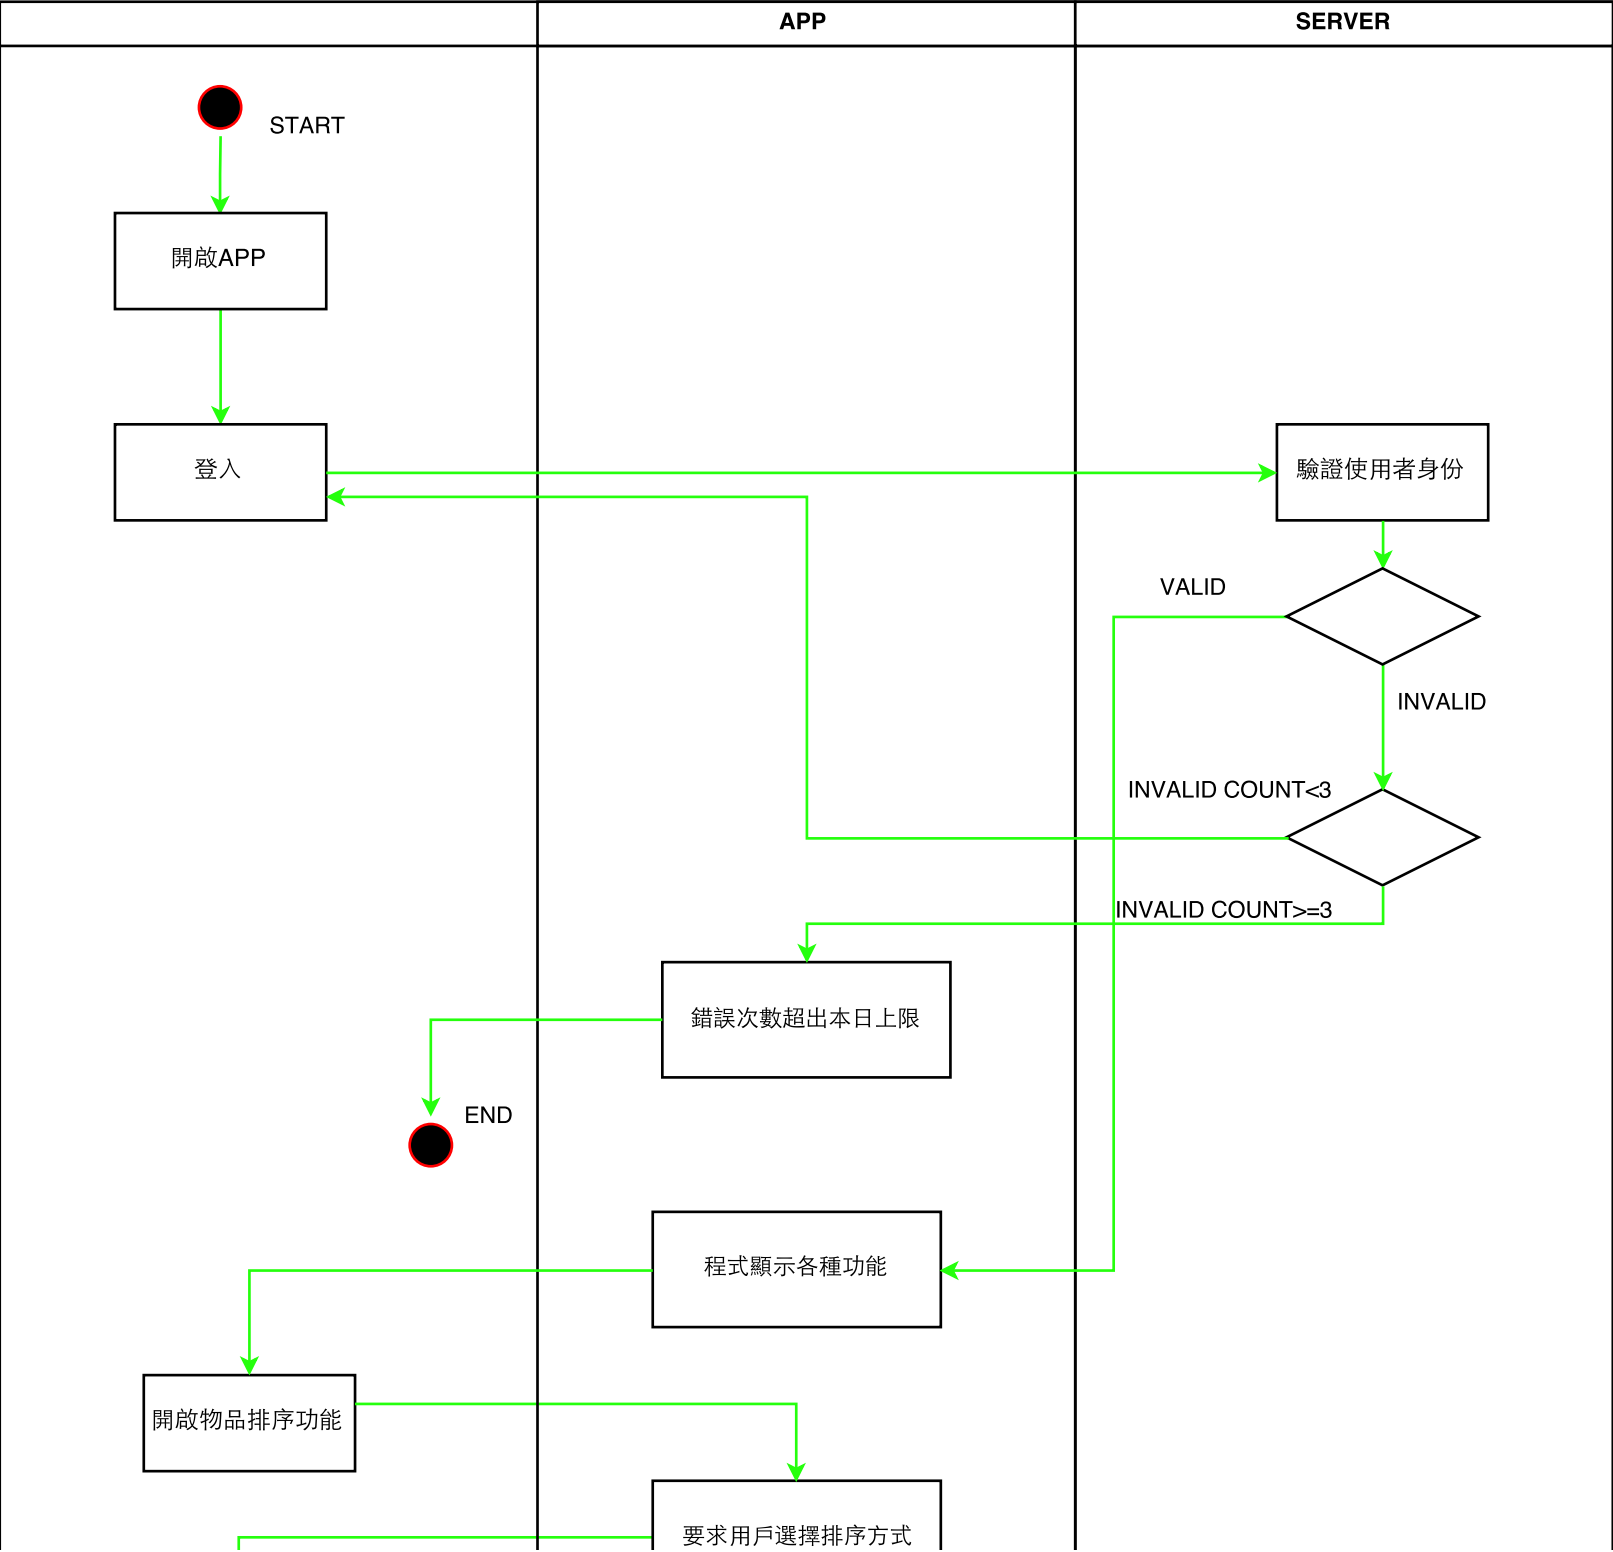 APP
SERVER
START
開啟APP
登入
驗證使用者身份
VALID
INVALID
INVALID COUNT<3
INVALID COUNT>=3
錯誤次數超出本日上限
END
程式顯示各種功能
開啟物品排序功能
要求用戶選擇排序方式